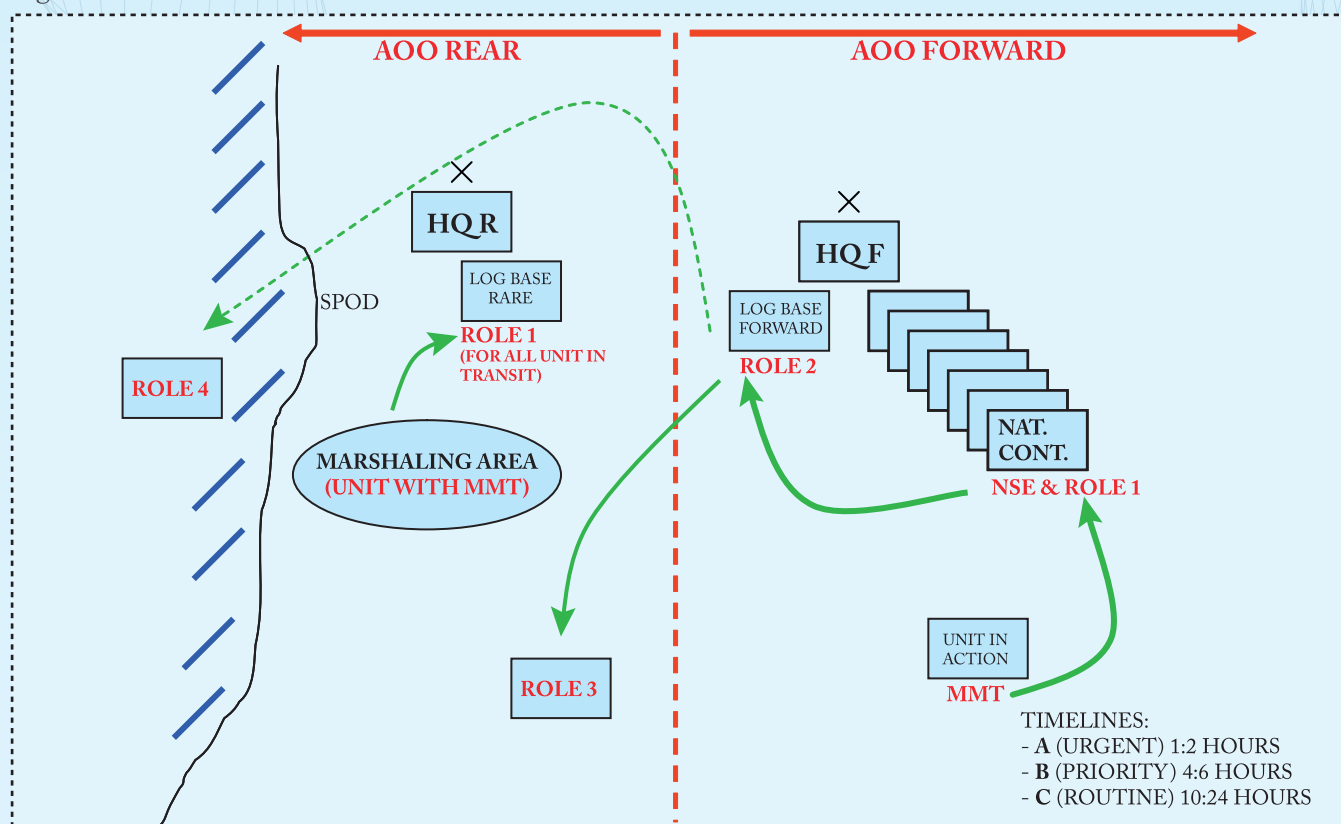 AOO REAR
AOO FORWARD
HQ R
HQ F
LOG BASE
RARE
SPOD
LOG BASE
FORWARD
ROLE 1
(FOR ALL UNIT IN
TRANSIT)
ROLE 2
ROLE 4
NAT.
CONT.
MARSHALING AREA
(UNIT WITH MMT)
NSE & ROLE 1
UNIT IN
ACTION
ROLE 3
MMT
TIMELINES:
- A (URGENT) 1:2 HOURS
- B (PRIORITY) 4:6 HOURS
- C (ROUTINE) 10:24 HOURS